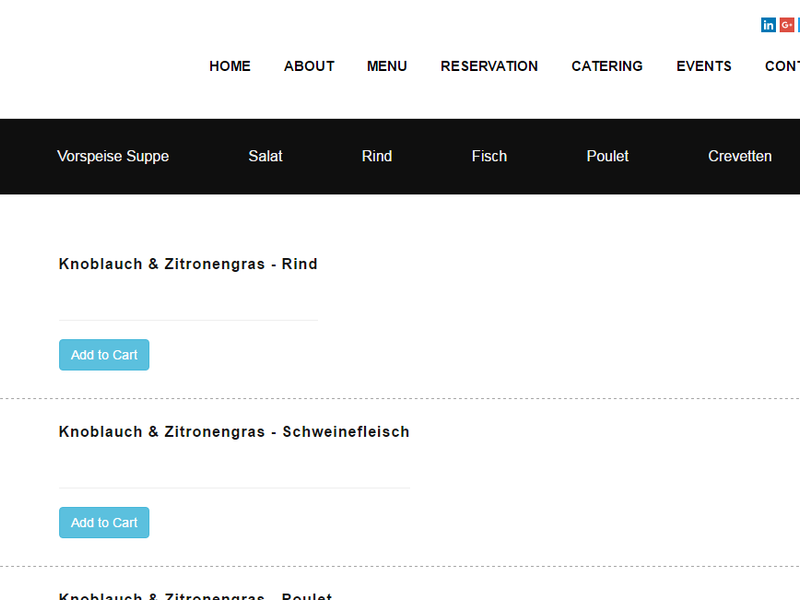 in G+
HOME ABOUT MENU RESERVATION CATERING EVENTS CONT
Vorspeise Suppe Salat Rind Fisch Poulet Crevetten
Knoblauch & Zitronengras - Rind
Add to Cart
Knoblauch & Zitronengras - Schweinefleisch
Add to Cart
Knoblauch & Zitronengras - Poulet